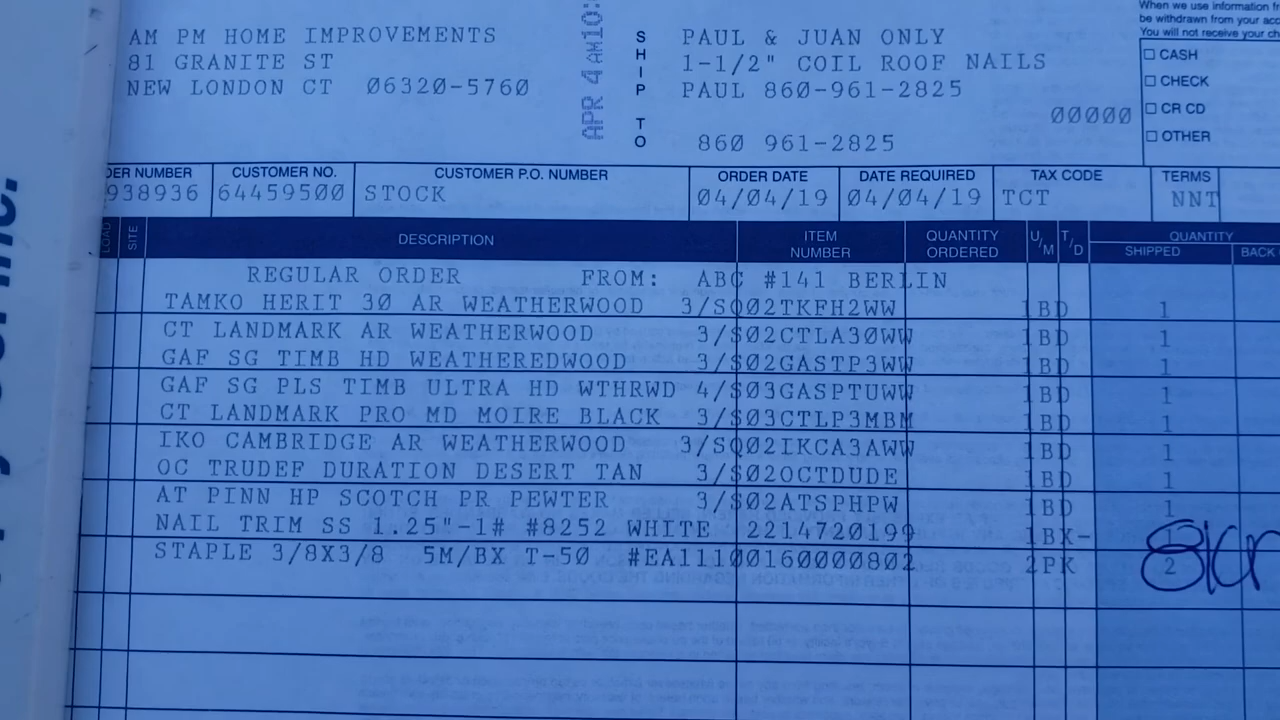 When we use information
be withdrawn from your
You will not receive your
AM PM HOME IMPROVEMENTS
81 GRANITE ST
NEW LONDON CT 06320-5760
APR 4 AM10:
SHIP TO
PAUL & JUAN ONLY
1-1/2" COIL ROOF NAILS
PAUL 860-961-2825
00000
860 961-2825
CASH
CHECK
CR CD
OTHER
NUMBER CUSTOMER NO. CUSTOMER P.O. NUMBER ORDER DATE DATE REQUIRED TAX CODE TERMS
938936 64459500 STOCK 04/04/19 04/04/19 TCT NNT
LOAD SITE DESCRIPTION ITEM NUMBER QUANTITY ORDERED U/M T/D QUANTITY
SHIPPED BACK
REGULAR ORDER FROM: ABC #141 BERLIN
TAMKO HERIT 30 AR WEATHERWOOD 3/SQ02TKFH2WW 1BD 1
CT LANDMARK AR WEATHERWOOD 3/S02CTLA30WW 1BD 1
GAF SG TIMB HD WEATHEREDWOOD 3/S02GASTP3WW 1BD 1
GAF SG PLS TIMB ULTRA HD WTHRWD 4/S03GASPTUWW 1BD 1
CT LANDMARK PRO MD MOIRE BLACK 3/S03CTLP3MBM 1BD 1
IKO CAMBRIDGE AR WEATHERWOOD 3/SQ02IKCA3AWW 1BD 1
OC TRUDEF DURATION DESERT TAN 3/S02OCTDUDE 1BD 1
AT PINN HP SCOTCH PR PEWTER 3/S02ATSPHPW 1BD 1
NAIL TRIM SS 1.25"-1# #8252 WHITE 2214720199 1BX- 1
STAPLE 3/8X3/8 5M/BX T-50 #EA11100160000802 2PK 2